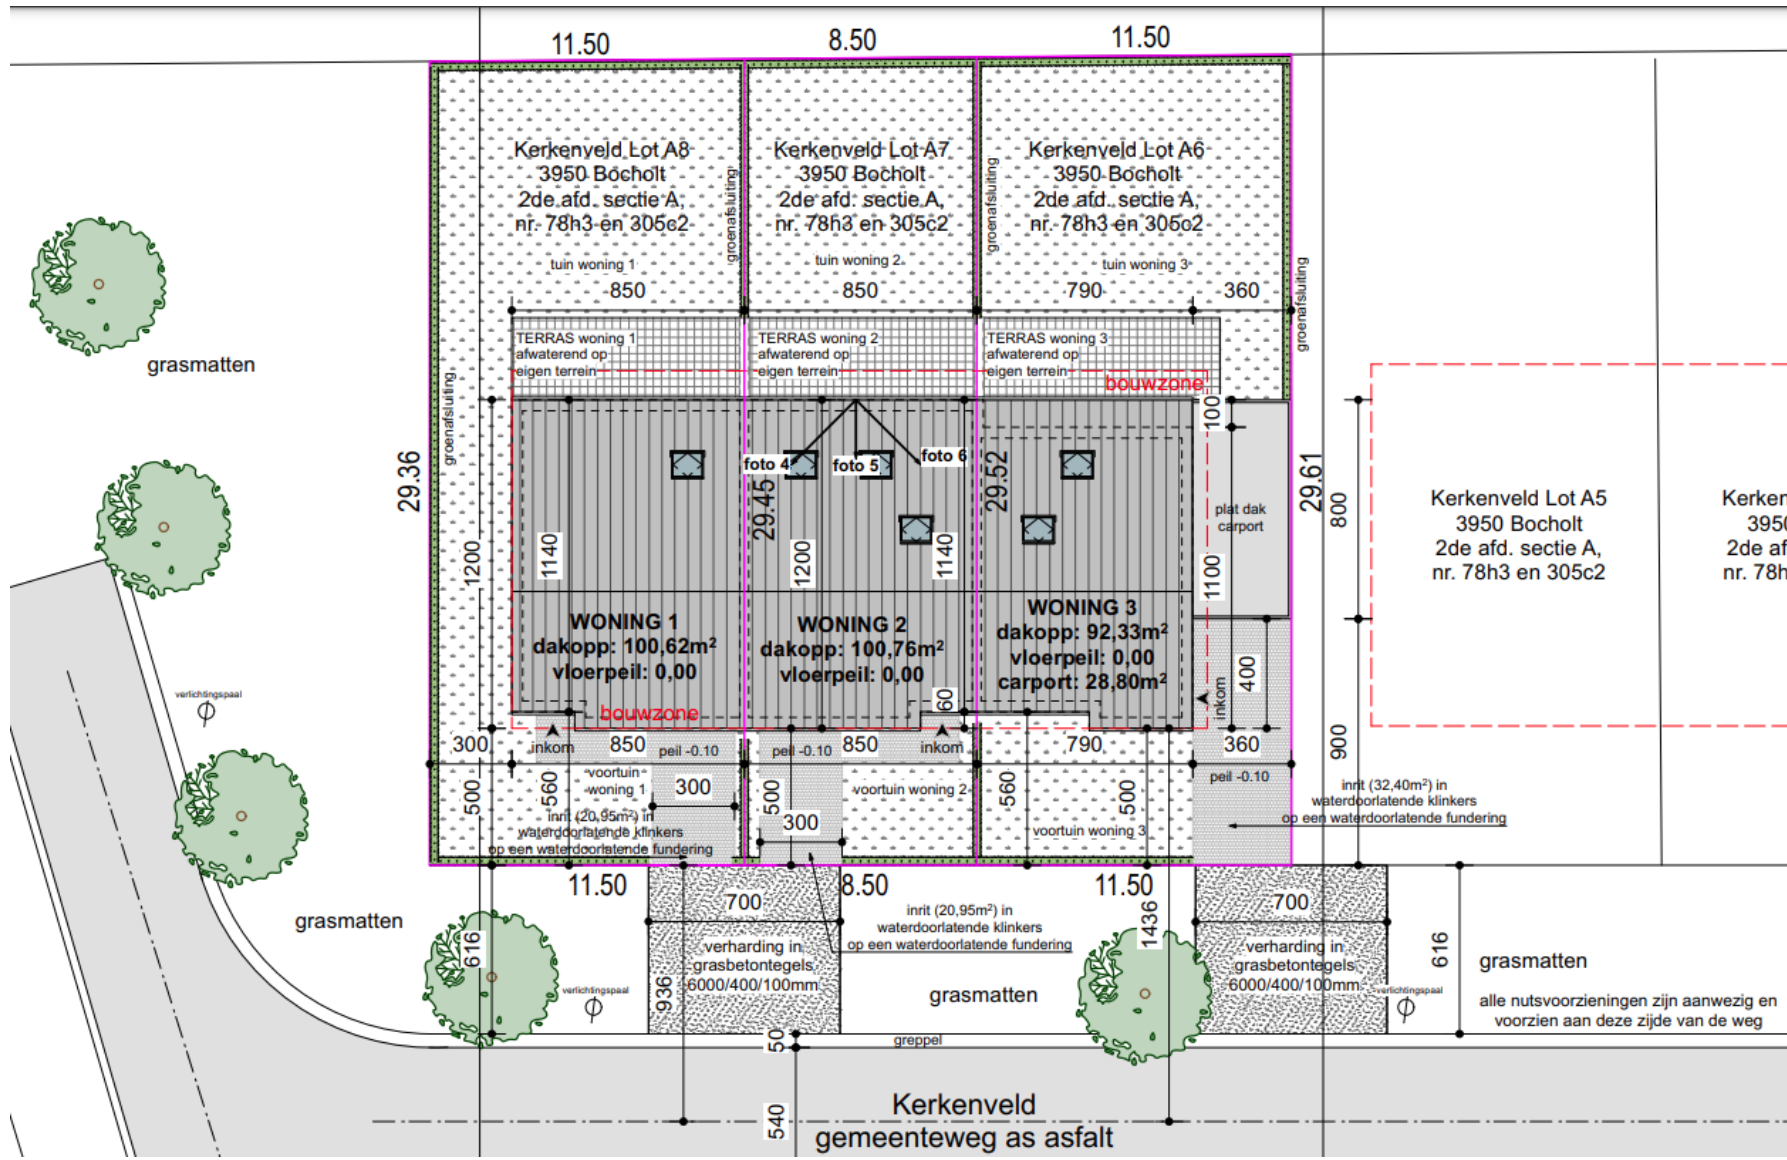 11.50
8.50
11.50
Kerkenveld Lot A8
3950 Bocholt
2de afd. sectie A,
nr. 78h3 en 305c2
tuin woning 1
groenafsluiting
Kerkenveld Lot A7
3950 Bocholt
2de afd. sectie A,
nr. 78h3 en 305c2
tuin woning 2
groenafsluiting
Kerkenveld Lot A6
3950 Bocholt
2de afd. sectie A,
nr. 78h3 en 305c2
tuin woning 3
groenafsluiting
850
850
790
360
grasmatten
groenafsluiting
TERRAS woning 1
afwaterend op
eigen terrein
TERRAS woning 2
afwaterend op
eigen terrein
TERRAS woning 3
afwaterend op
eigen terrein
bouwzone
100
29.36
1200
1140
foto 4
foto 5
foto 6
29.45
1200
1140
29.52
1100
plat dak
carport
29.61
800
Kerkenveld Lot A5
3950 Bocholt
2de afd. sectie A,
nr. 78h3 en 305c2
Kerken
3950
2de af
nr. 78h
WONING 1
dakopp: 100,62m²
vloerpeil: 0,00
WONING 2
dakopp: 100,76m²
vloerpeil: 0,00
WONING 3
dakopp: 92,33m²
vloerpeil: 0,00
carport: 28,80m²
60
inkom
400
verlichtingspaal
bouwzone
300
inkom
850
peil -0.10
peil -0.10
850
inkom
790
360
900
peil -0.10
500
560
voortuin
woning 1
300
500
300
voortuin woning 2
560
500
voortuin woning 3
inrit (20,95m²) in
waterdoorlatende klinkers
op een waterdoorlatende fundering
inrit (32,40m²) in
waterdoorlatende klinkers
op een waterdoorlatende fundering
11.50
8.50
11.50
grasmatten
616
700
inrit (20,95m²) in
waterdoorlatende klinkers
op een waterdoorlatende fundering
1436
700
616
verharding in
grasbetontegels
6000/400/100mm
936
verlichtingspaal
grasmatten
verharding in
grasbetontegels
6000/400/100mm
verlichtingspaal
grasmatten
alle nutsvoorzieningen zijn aanwezig en
voorzien aan deze zijde van de weg
50
greppel
540
Kerkenveld
gemeenteweg as asfalt